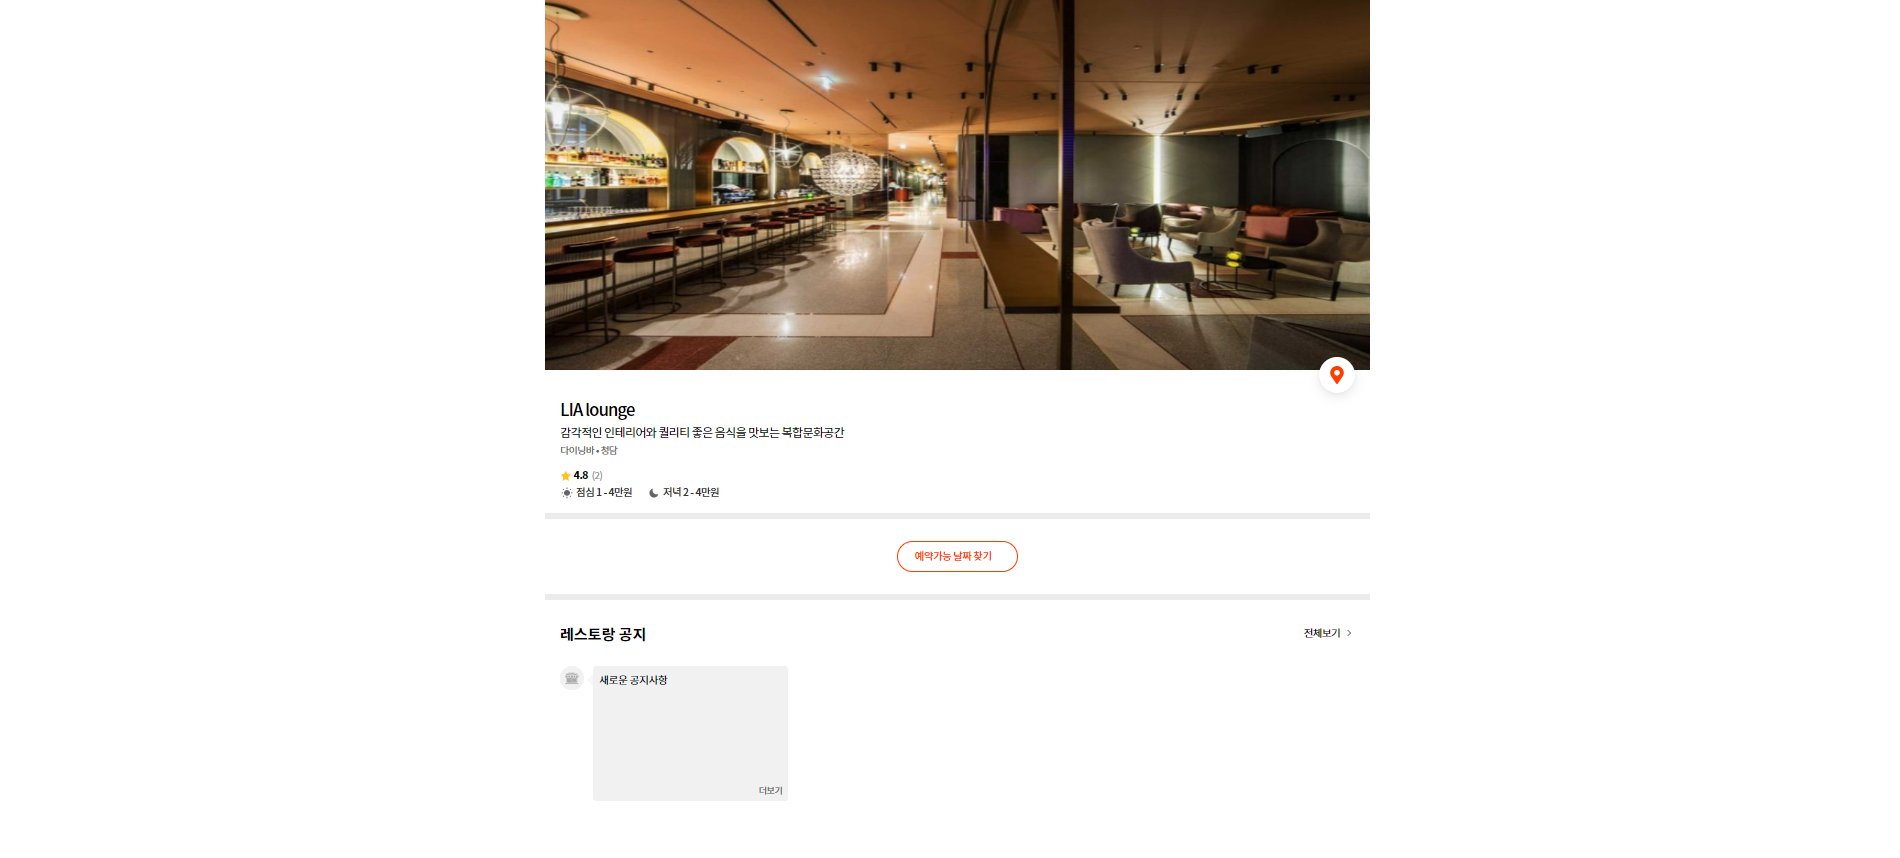 LIA lounge
감각적인 인테리어와 퀄리티 좋은 음식을 맛보는 복합문화공간
다이닝바 • 청담
4.8 (2)
점심 1 - 4만원 저녁 2 - 4만원
예약가능 날짜 찾기
레스토랑 공지
전체보기 >
새로운 공지사항
더보기